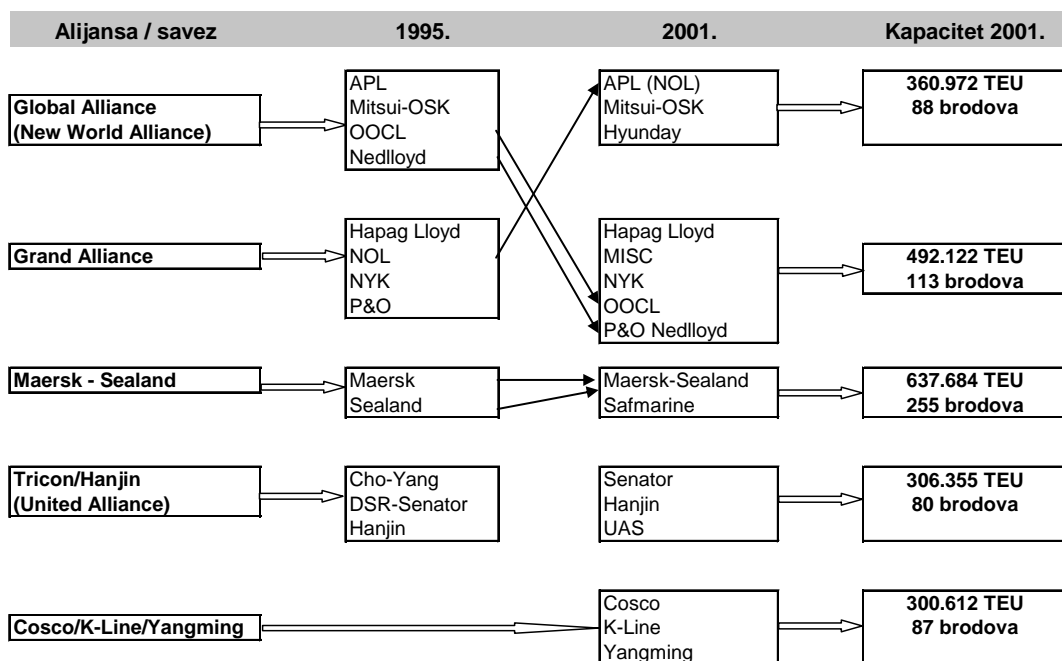 Alijansa / savez
1995.
2001.
Kapacitet 2001.
Global Alliance
(New World Alliance)
APL
Mitsui-OSK
OOCL
Nedlloyd
APL (NOL)
Mitsui-OSK
Hyunday
360.972 TEU
88 brodova
Grand Alliance
Hapag Lloyd
NOL
NYK
P&O
Hapag Lloyd
MISC
NYK
OOCL
P&O Nedlloyd
492.122 TEU
113 brodova
Maersk - Sealand
Maersk
Sealand
Maersk-Sealand
Safmarine
637.684 TEU
255 brodova
Tricon/Hanjin
(United Alliance)
Cho-Yang
DSR-Senator
Hanjin
Senator
Hanjin
UAS
306.355 TEU
80 brodova
Cosco/K-Line/Yangming
Cosco
K-Line
Yangming
300.612 TEU
87 brodova